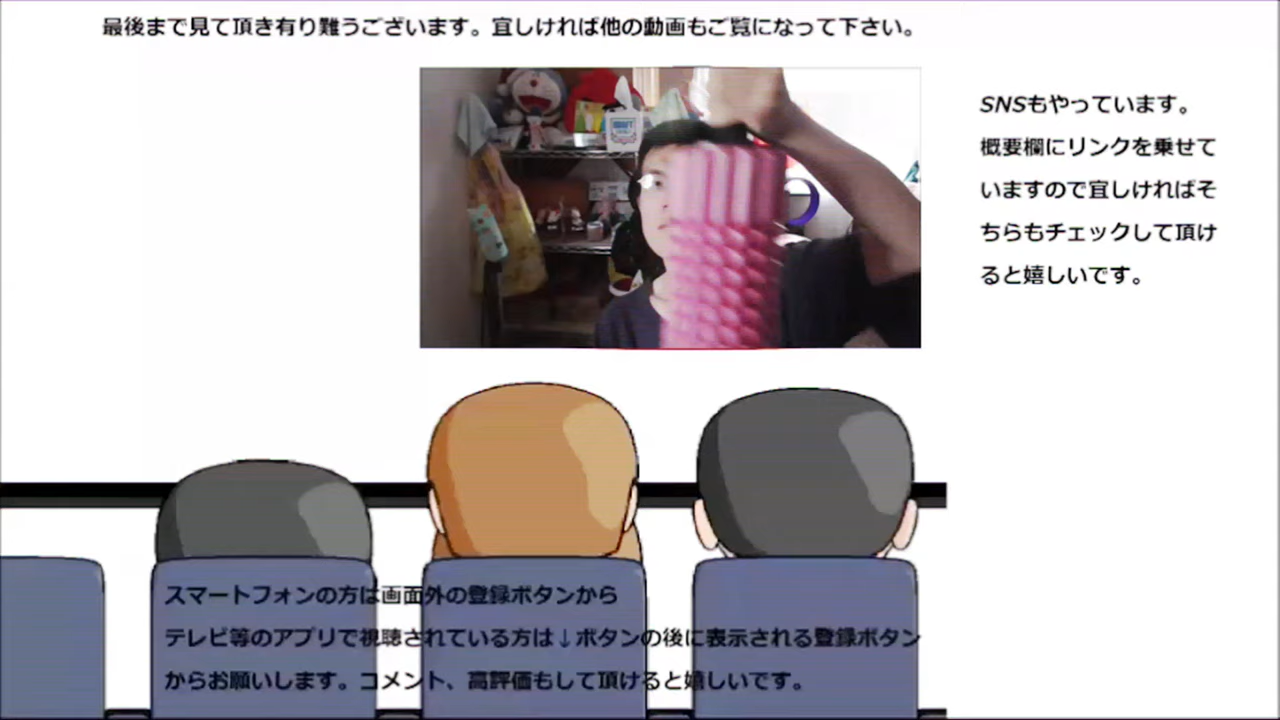 最後まで見て頂き有り難うございます。宜しければ他の動画もご覧になって下さい。
SNSもやっています。
概要欄にリンクを乗せて
いますので宜しければそ
ちらもチェックして頂け
ると嬉しいです。
スマートフォンの方は画面外の登録ボタンから
テレビ等のアプリで視聴されている方は↓ボタンの後に表示される登録ボタン
からお願いします。コメント、高評価もして頂けると嬉しいです。